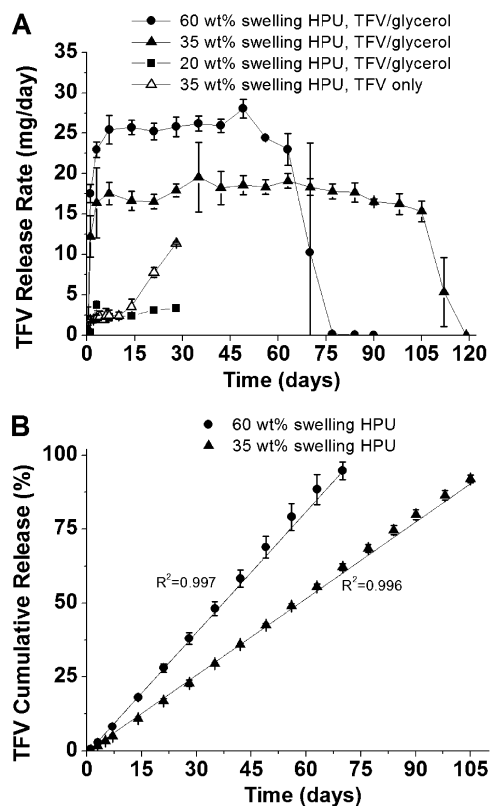 A
60 wt% swelling HPU, TFV/glycerol
35 wt% swelling HPU, TFV/glycerol
20 wt% swelling HPU, TFV/glycerol
35 wt% swelling HPU, TFV only
TFV Release Rate (mg/day)
35
30
25
20
15
10
5
0
0 15 30 45 60 75 90 105 120
Time (days)
B
60 wt% swelling HPU
35 wt% swelling HPU
TFV Cumulative Release (%)
100
75
50
25
0
R²=0.997
R²=0.996
0 15 30 45 60 75 90 105
Time (days)